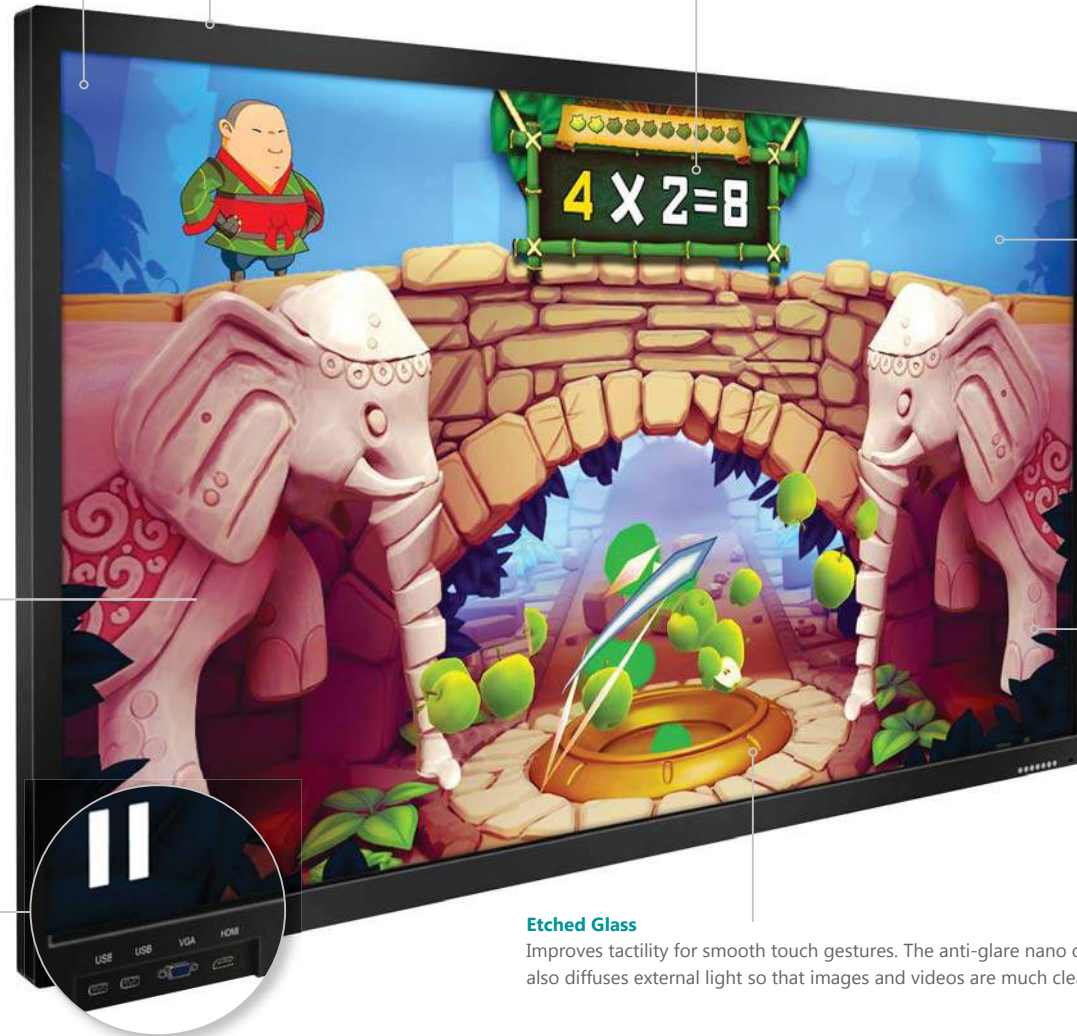 4 X 2=8
USB USB VGA HDMI
Etched Glass
Improves tactility for smooth touch gestures. The anti-glare nano
also diffuses external light so that images and videos are much